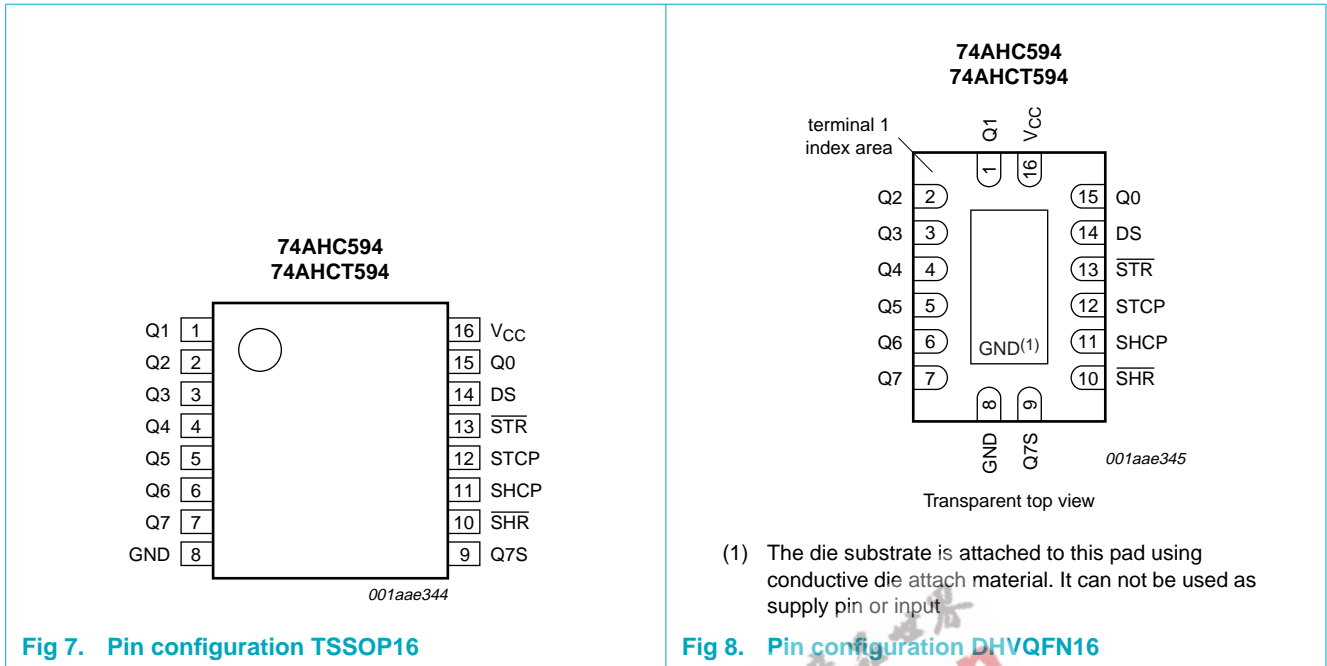 74AHC594
74AHCT594
Q1 1
Q2 2
Q3 3
Q4 4
Q5 5
Q6 6
Q7 7
GND 8
16 VCC
15 Q0
14 DS
13 STR
12 STCP
11 SHCP
10 SHR
9 Q7S
001aae344
Fig 7. Pin configuration TSSOP16
74AHC594
74AHCT594
terminal 1
index area
Q1
VCC
1
16
Q2 2
Q3 3
Q4 4
Q5 5
Q6 6
Q7 7
15 Q0
14 DS
13 STR
12 STCP
11 SHCP
10 SHR
GND(1)
8
9
GND
Q7S
001aae345
Transparent top view
(1) The die substrate is attached to this pad using
conductive die attach material. It can not be used as
supply pin or input
Fig 8. Pin configuration DHVQFN16